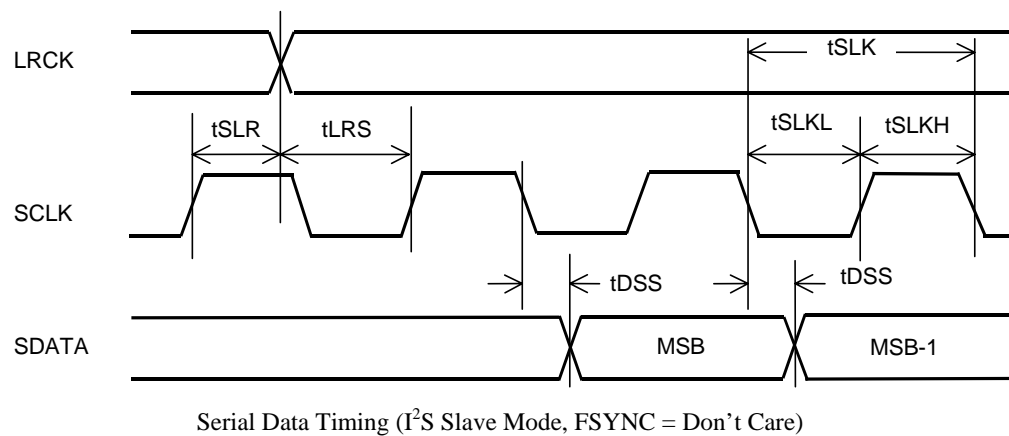 LRCK
tSLK
tSLR
tLRS
tSLKL
tSLKH
SCLK
tDSS
tDSS
SDATA
MSB
MSB-1
Serial Data Timing (I²S Slave Mode, FSYNC = Don't Care)